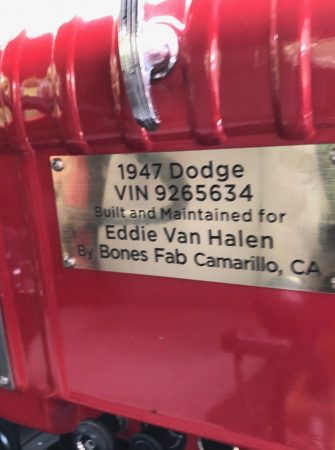 1947 Dodge
VIN 9265634
Built and Maintained for
Eddie Van Halen
By Bones Fab Camarillo, CA